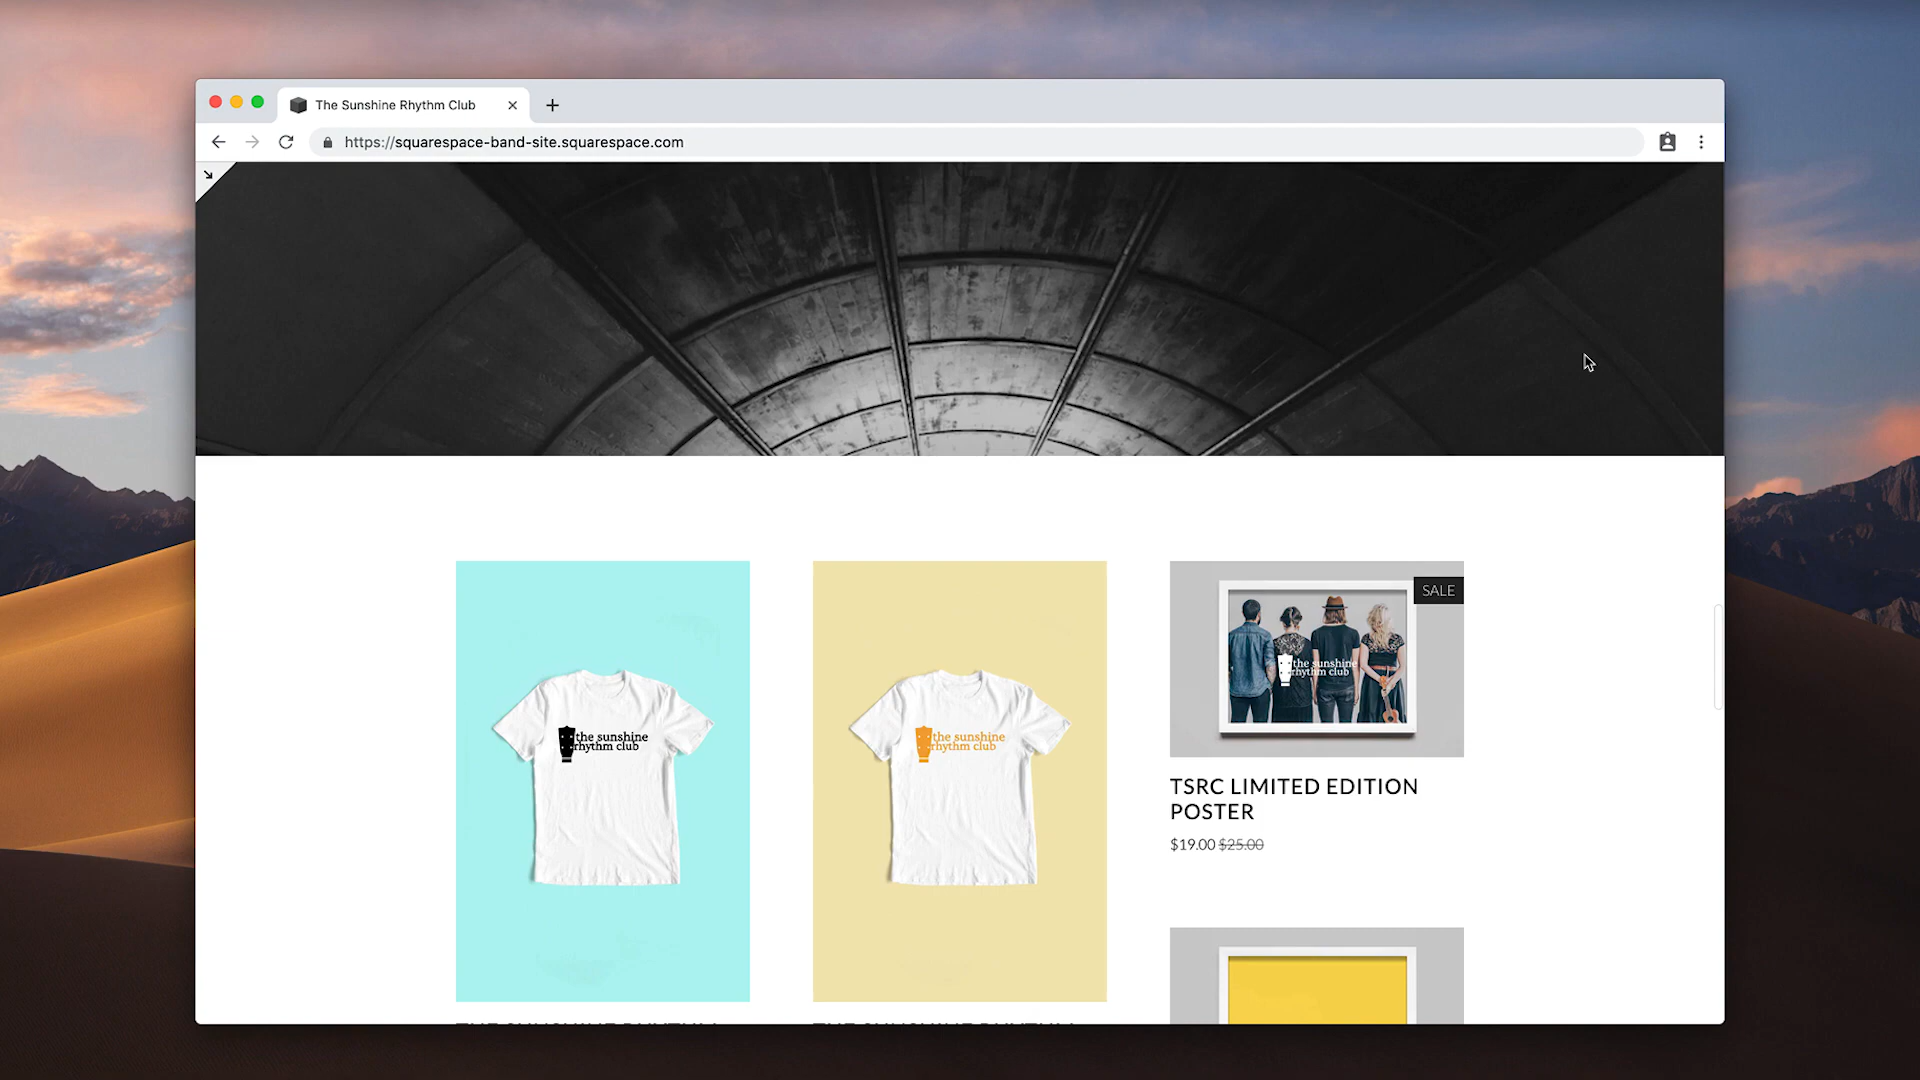 The Sunshine Rhythm Club
https://squarespace-band-site.squarespace.com
the sunshine
rhythm club
the sunshine
rhythm club
SALE
the sunshine
rhythm club
TSRC LIMITED EDITION
POSTER
$19.00 $25.00